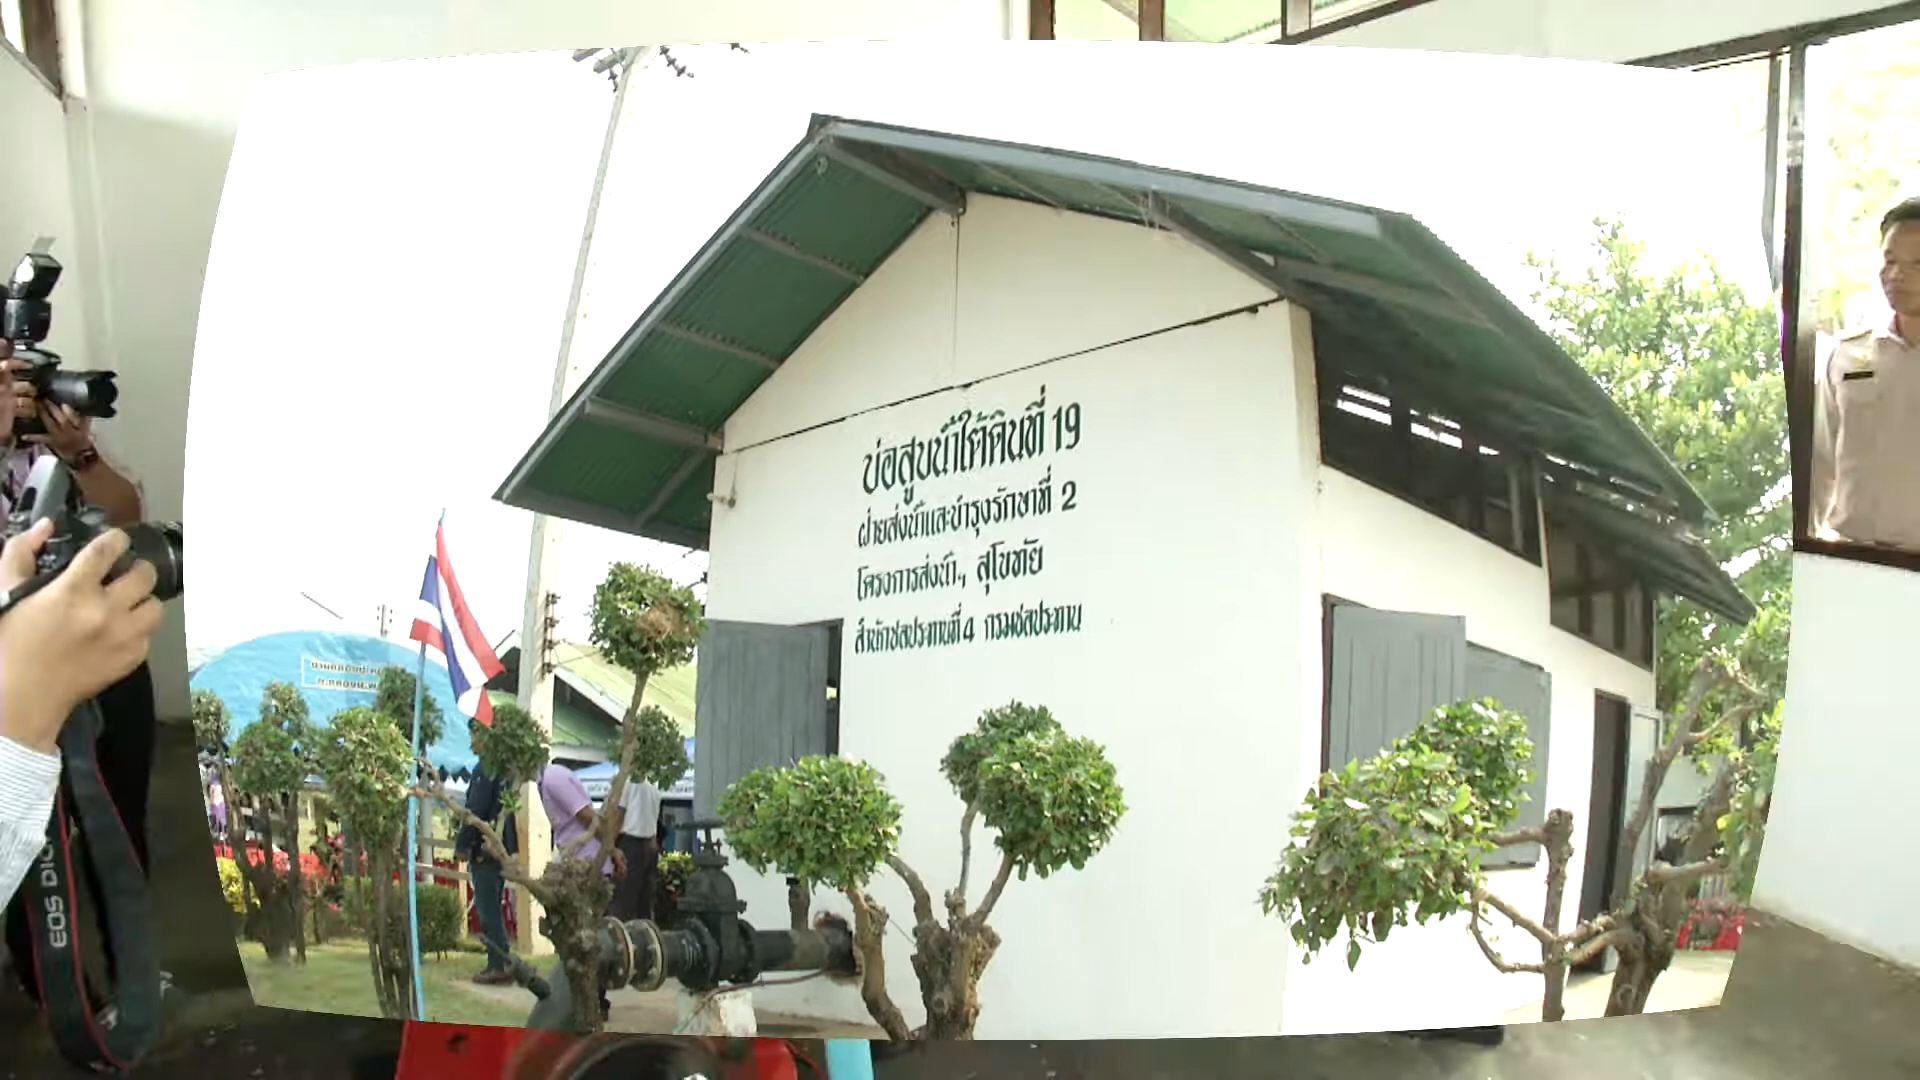 บ่อสูบน้ำใต้ดินที่ 19
ฝ่ายส่งน้ำและบำรุงรักษาที่ 2
โครงการส่งน้ำฯ สุโขทัย
สำนักชลประทานที่ 4 กรมชลประทาน
EOS DIG